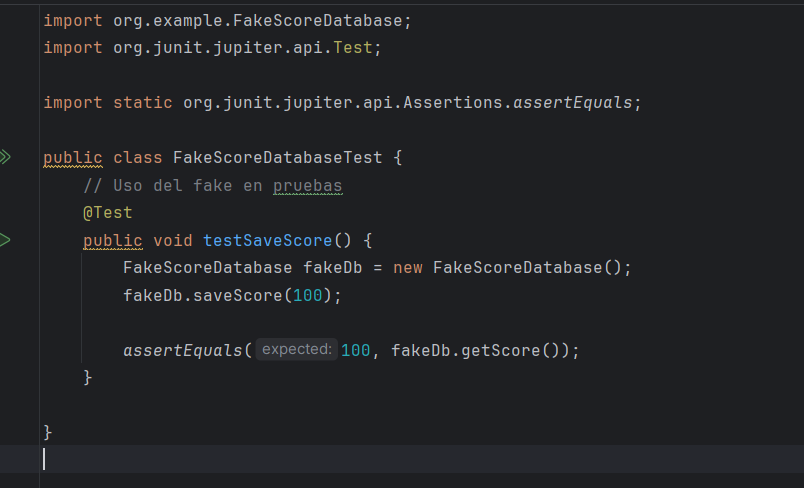 import org.example.FakeScoreDatabase;
import org.junit.jupiter.api.Test;
import static org.junit.jupiter.api.Assertions.assertEquals;
public class FakeScoreDatabaseTest {
// Uso del fake en pruebas
@Test
public void testSaveScore() {
FakeScoreDatabase fakeDb = new FakeScoreDatabase();
fakeDb.saveScore(100);
assertEquals( expected: 100, fakeDb.getScore());
}
}